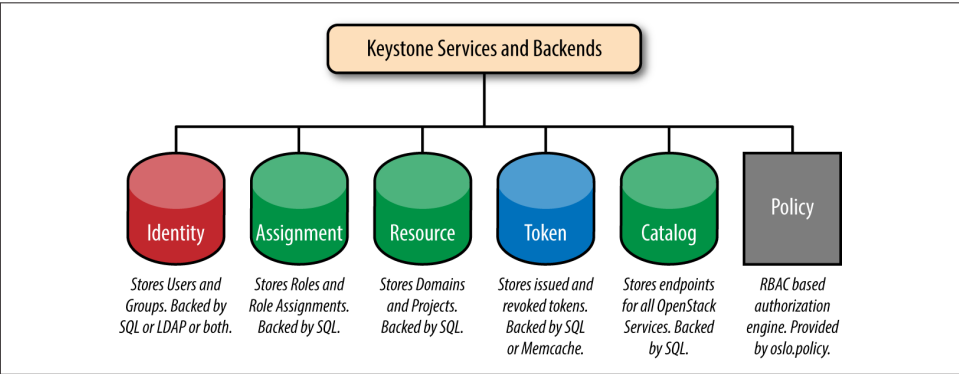 Keystone Services and Backends
Identity
Assignment
Resource
Token
Catalog
Policy
Stores Users and
Groups. Backed by
SQL or LDAP or both.
Stores Roles and
Role Assignments.
Backed by SQL.
Stores Domains
and Projects.
Backed by SQL.
Stores issued and
revoked tokens.
Backed by SQL
or Memcache.
Stores endpoints
for all OpenStack
Services. Backed
by SQL.
RBAC based
authorization
engine. Provided
by oslo.policy.